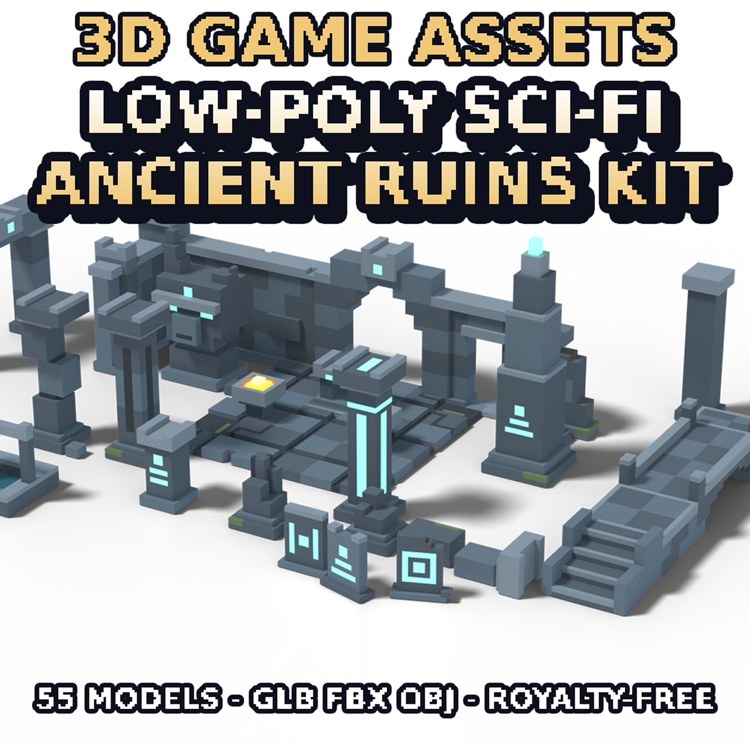 3D GAME ASSETS
LOW-POLY SCI-FI
ANCIENT RUINS KIT
55 MODELS - GLB FBX OBJ - ROYALTY-FREE